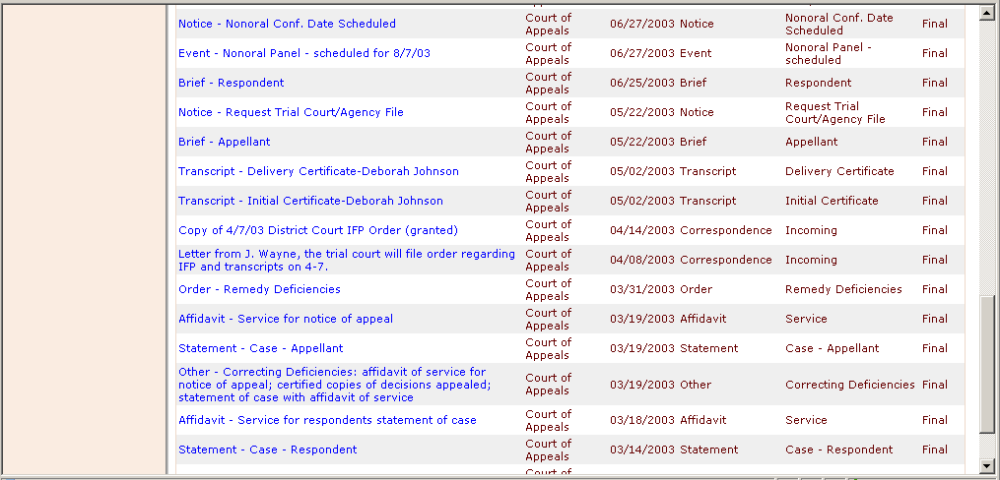 Notice - Nonoral Conf. Date Scheduled Court of Appeals 06/27/2003 Notice Nonoral Conf. Date Scheduled Final
Event - Nonoral Panel - scheduled for 8/7/03 Court of Appeals 06/27/2003 Event Nonoral Panel - scheduled Final
Brief - Respondent Court of Appeals 06/25/2003 Brief Respondent Final
Notice - Request Trial Court/Agency File Court of Appeals 05/22/2003 Notice Request Trial Court/Agency File Final
Brief - Appellant Court of Appeals 05/22/2003 Brief Appellant Final
Transcript - Delivery Certificate-Deborah Johnson Court of Appeals 05/02/2003 Transcript Delivery Certificate Final
Transcript - Initial Certificate-Deborah Johnson Court of Appeals 05/02/2003 Transcript Initial Certificate Final
Copy of 4/7/03 District Court IFP Order (granted) Court of Appeals 04/14/2003 Correspondence Incoming Final
Letter from J. Wayne, the trial court will file order regarding IFP and transcripts on 4-7. Court of Appeals 04/08/2003 Correspondence Incoming Final
Order - Remedy Deficiencies Court of Appeals 03/31/2003 Order Remedy Deficiencies Final
Affidavit - Service for notice of appeal Court of Appeals 03/19/2003 Affidavit Service Final
Statement - Case - Appellant Court of Appeals 03/19/2003 Statement Case - Appellant Final
Other - Correcting Deficiencies: affidavit of service for notice of appeal; certified copies of decisions appealed; statement of case with affidavit of service Court of Appeals 03/19/2003 Other Correcting Deficiencies Final
Affidavit - Service for respondents statement of case Court of Appeals 03/18/2003 Affidavit Service Final
Statement - Case - Respondent Court of Appeals 03/14/2003 Statement Case - Respondent Final
Court of